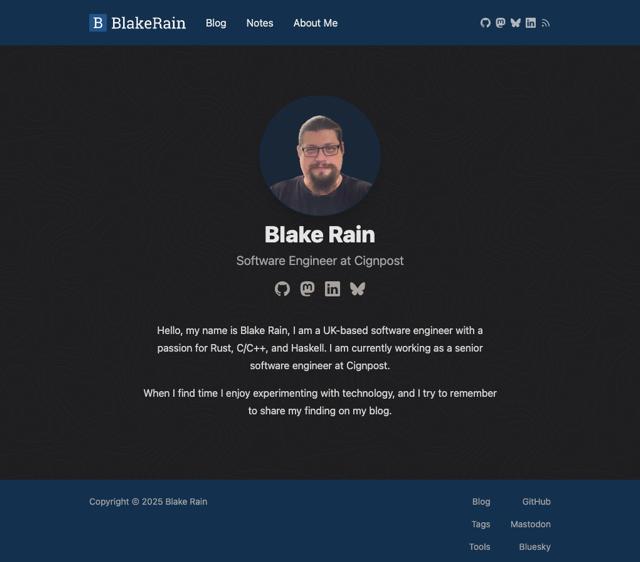 B BlakeRain Blog Notes About Me
Blake Rain
Software Engineer at Cignpost
Hello, my name is Blake Rain, I am a UK-based software engineer with a
passion for Rust, C/C++, and Haskell. I am currently working as a senior
software engineer at Cignpost.
When I find time I enjoy experimenting with technology, and I try to remember
to share my finding on my blog.
Copyright © 2025 Blake Rain Blog GitHub
Tags Mastodon
Tools Bluesky